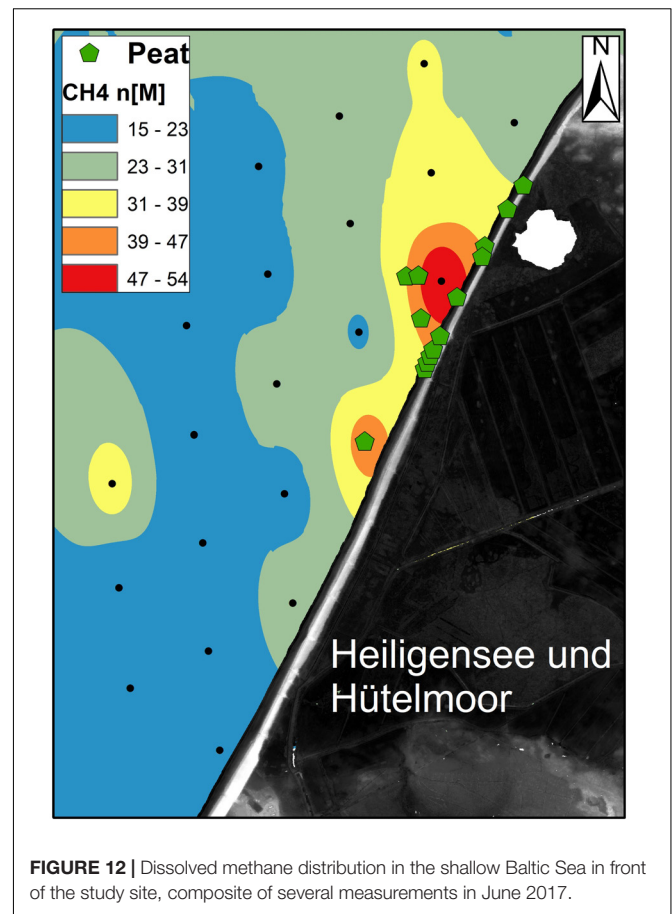 Peat
N
CH4 n[M]
15 - 23
23 - 31
31 - 39
39 - 47
47 - 54
Heiligensee und
Hütelmoor
FIGURE 12 | Dissolved methane distribution in the shallow Baltic Sea in front
of the study site, composite of several measurements in June 2017.